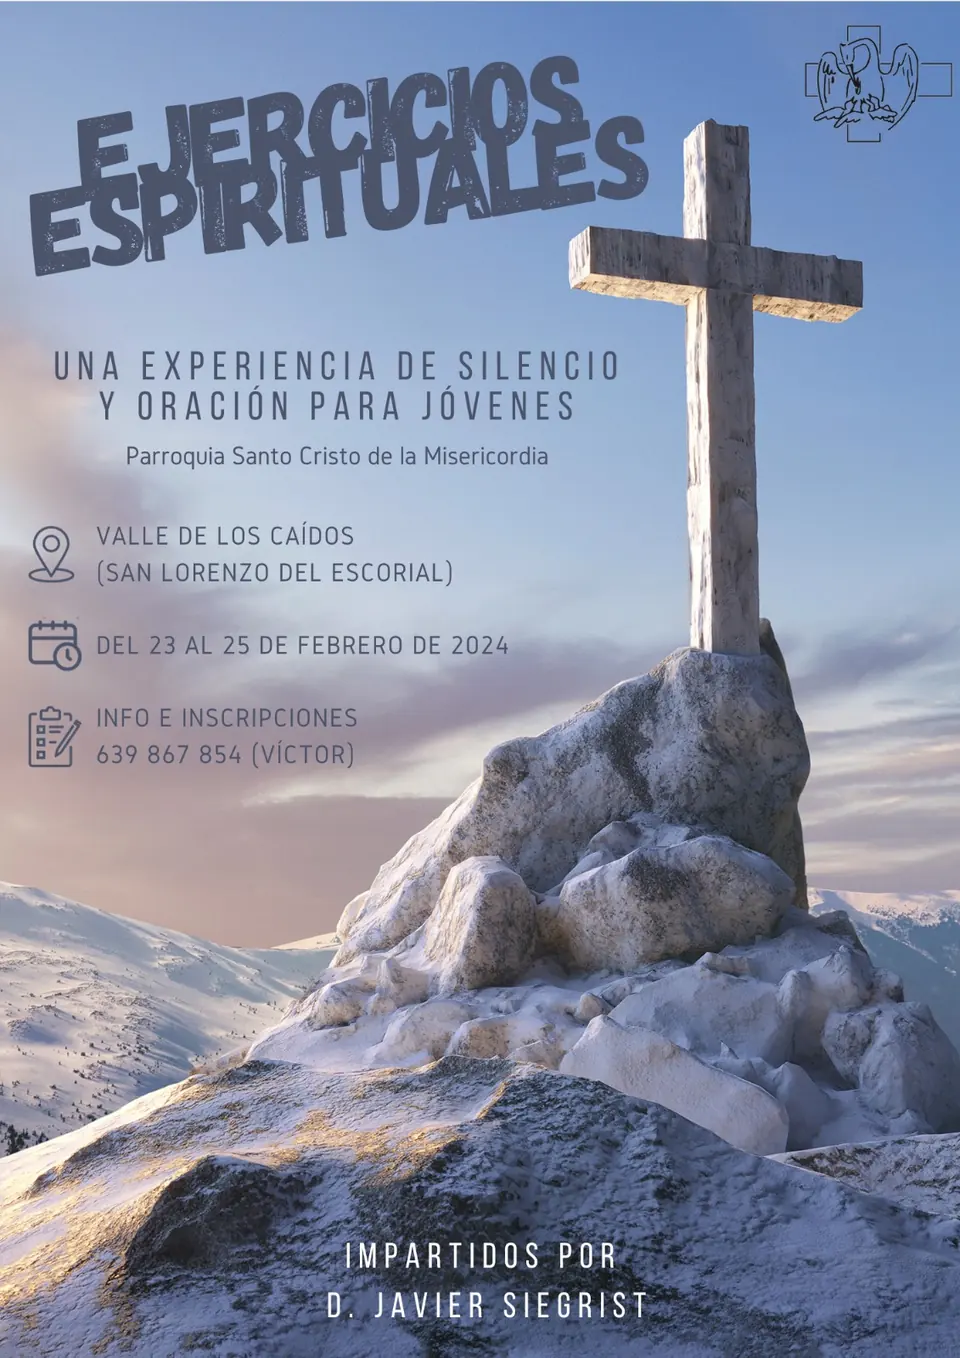 EJERCICIOS
ESPIRITUALES
UNA EXPERIENCIA DE SILENCIO
Y ORACIÓN PARA JÓVENES
Parroquia Santo Cristo de la Misericordia
VALLE DE LOS CAÍDOS
(SAN LORENZO DEL ESCORIAL)
DEL 23 AL 25 DE FEBRERO DE 2024
INFO E INSCRIPCIONES
639 867 854 (VÍCTOR)
IMPARTIDOS POR
D. JAVIER SIEGRIST